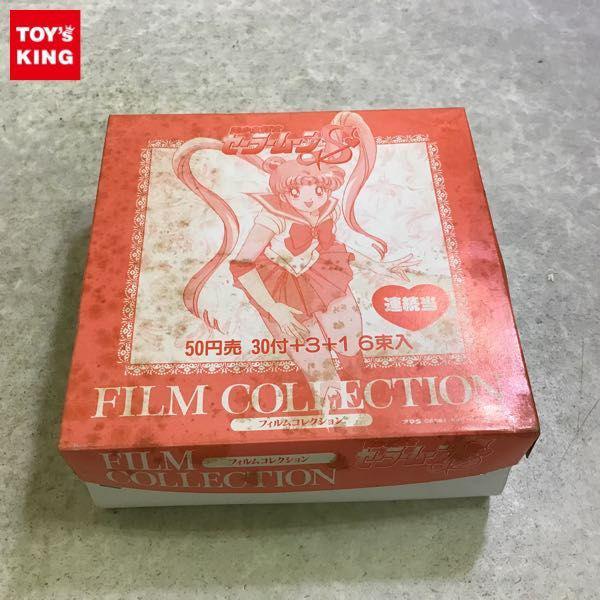 TOY'S
KING
セーラームーンS
連続当
50円売 30付+3+1 6束入
FILM COLLECTION
フィルムコレクション
FILM
COLLECTION
フィルムコレクション
セーラームーンS